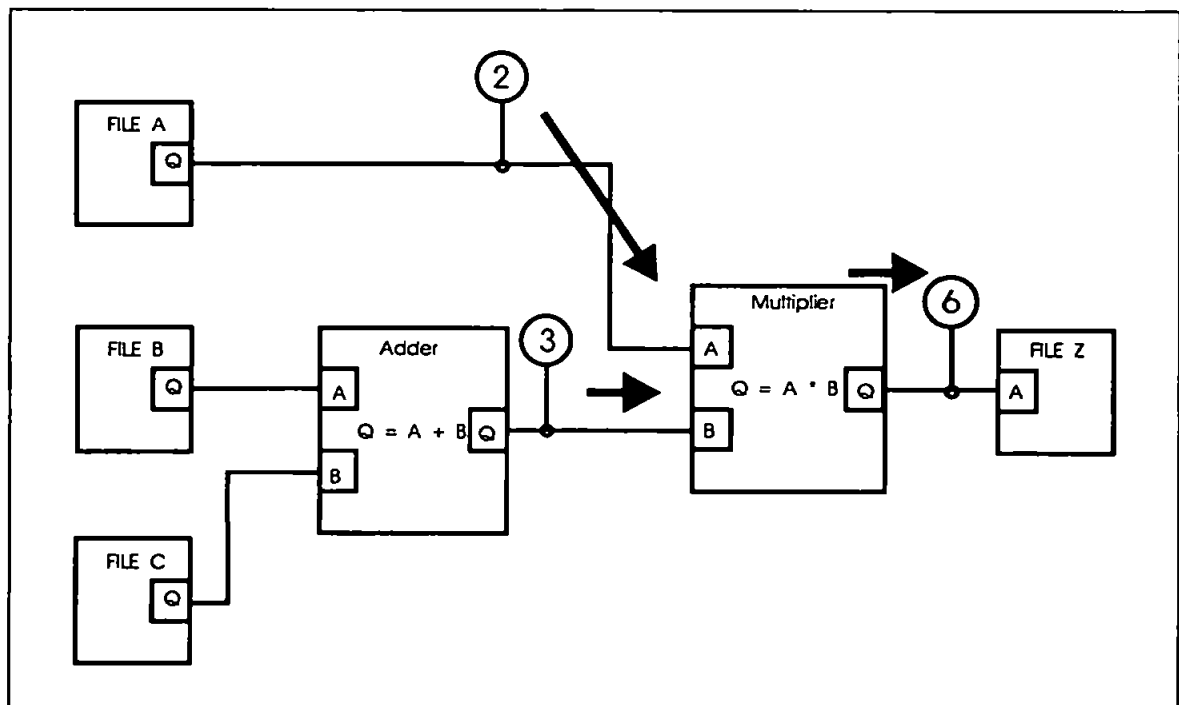 2
FILE A
Q
3
6
Multiplier
A
Q = A * B
Q
B
FILE B
Q
Adder
A
Q = A + B
Q
B
FILE Z
A
FILE C
Q